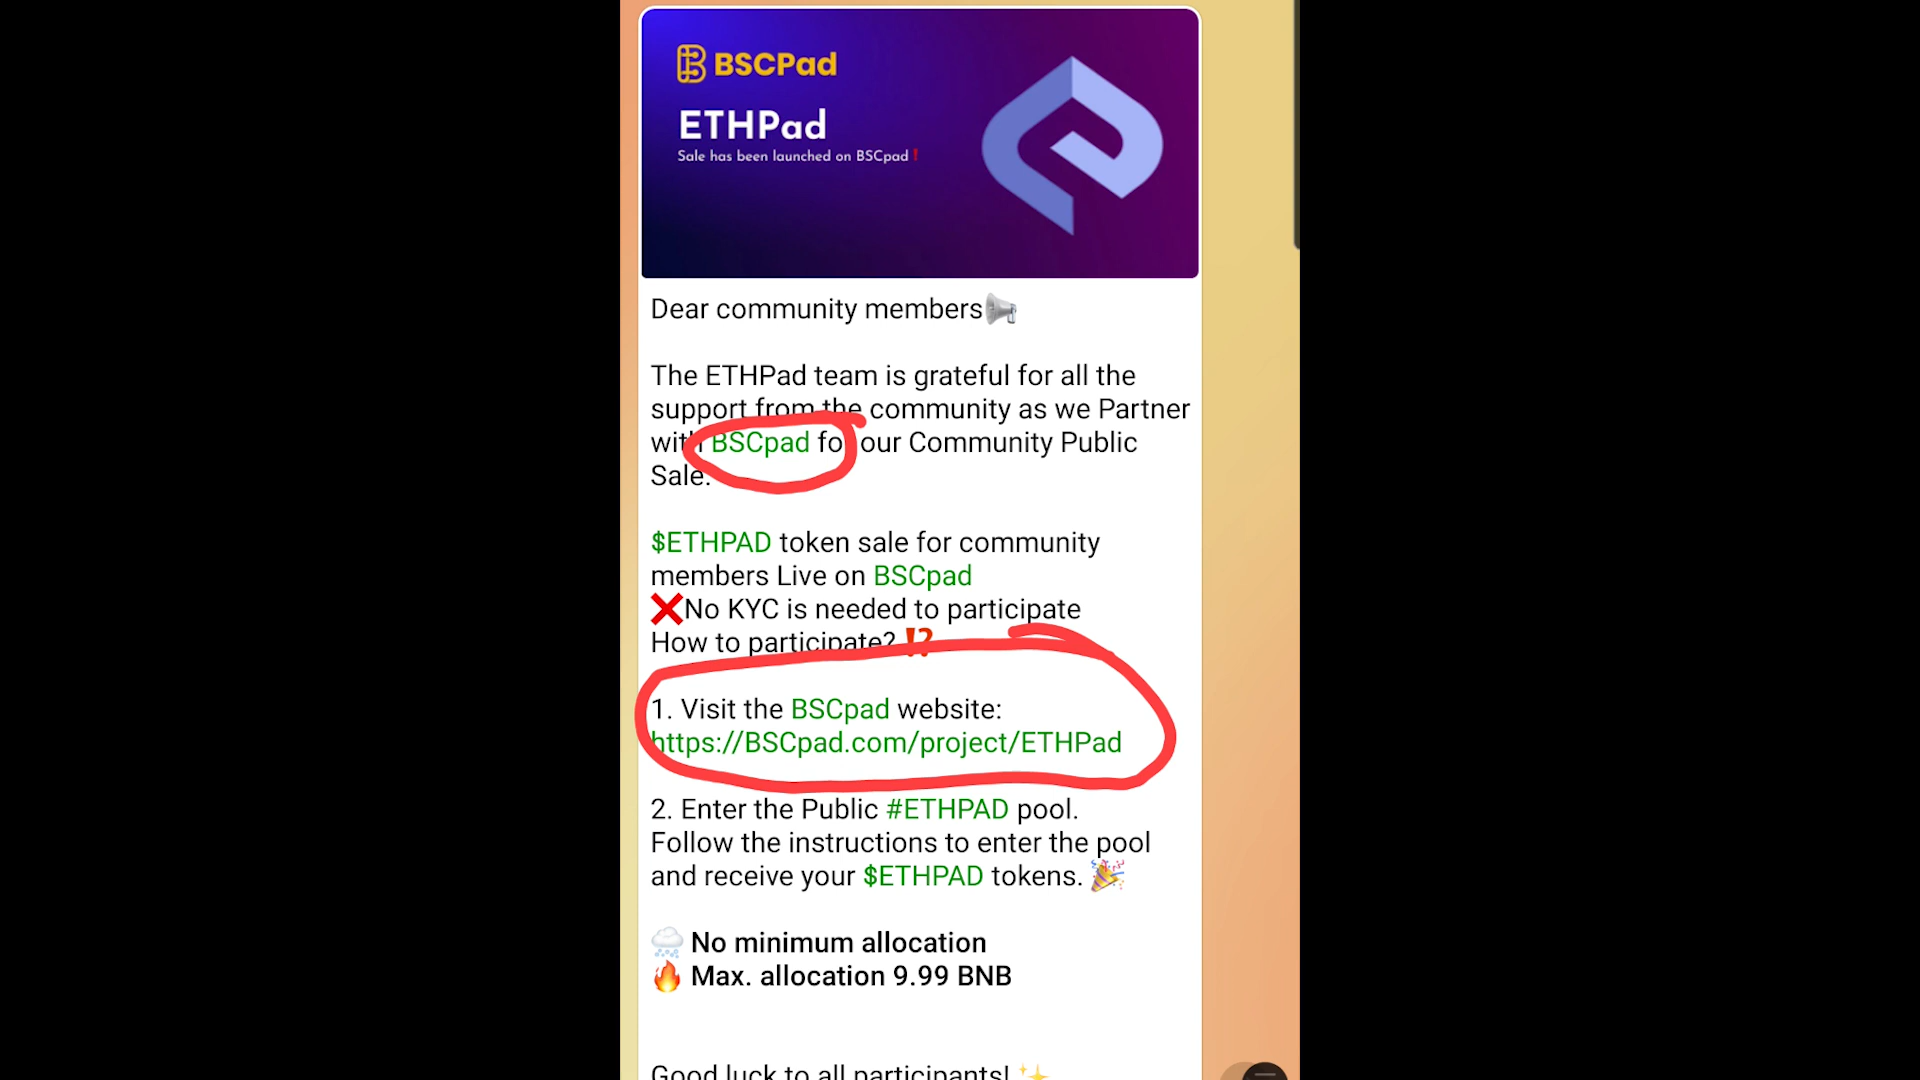 BSCPad
ETHPad
Sale has been launched on BSCpad❗
Dear community members📢
The ETHPad team is grateful for all the
support from the community as we Partner
with BSCpad for our Community Public
Sale.
$ETHPAD token sale for community
members Live on BSCpad
❌No KYC is needed to participate
How to participate? ⁉️
1. Visit the BSCpad website:
https://BSCpad.com/project/ETHPad
2. Enter the Public #ETHPAD pool.
Follow the instructions to enter the pool
and receive your $ETHPAD tokens. 🎉
🌨️ No minimum allocation
🔥 Max. allocation 9.99 BNB
Good luck to all participants! ✨